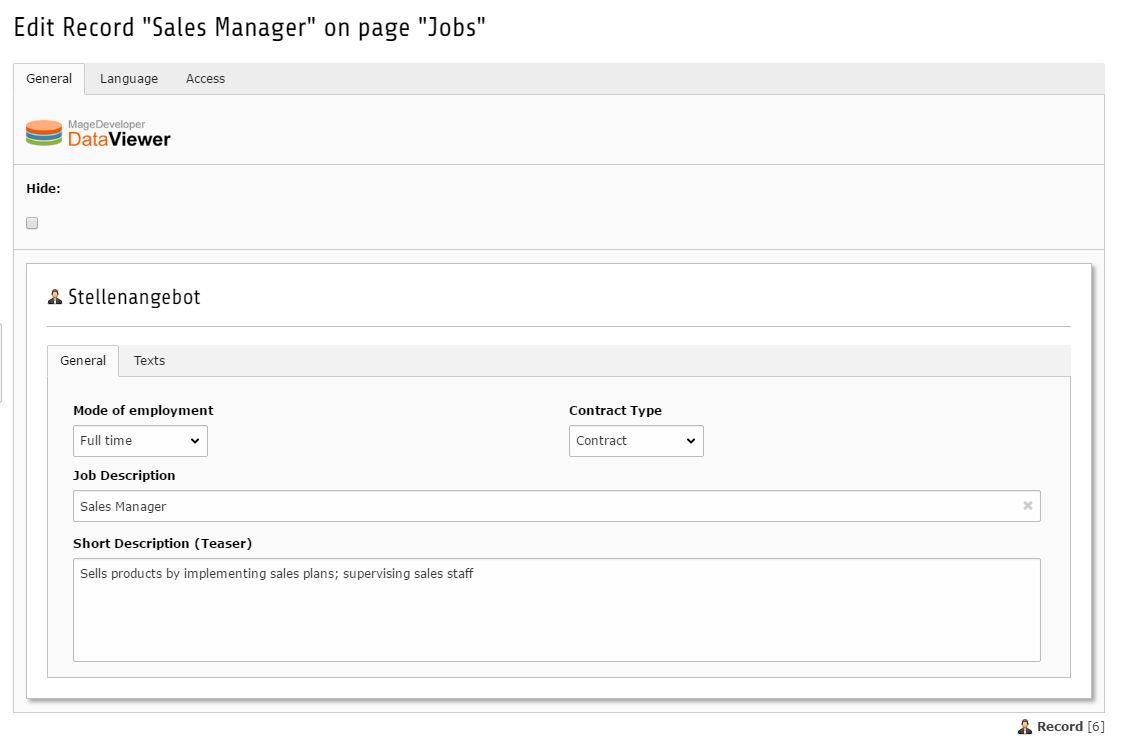 Edit Record "Sales Manager" on page "Jobs"
General Language Access
MageDeveloper
DataViewer
Hide:
Stellenangebot
General Texts
Mode of employment Contract Type
Full time Contract
Job Description
Sales Manager
Short Description (Teaser)
Sells products by implementing sales plans; supervising sales staff
Record [6]